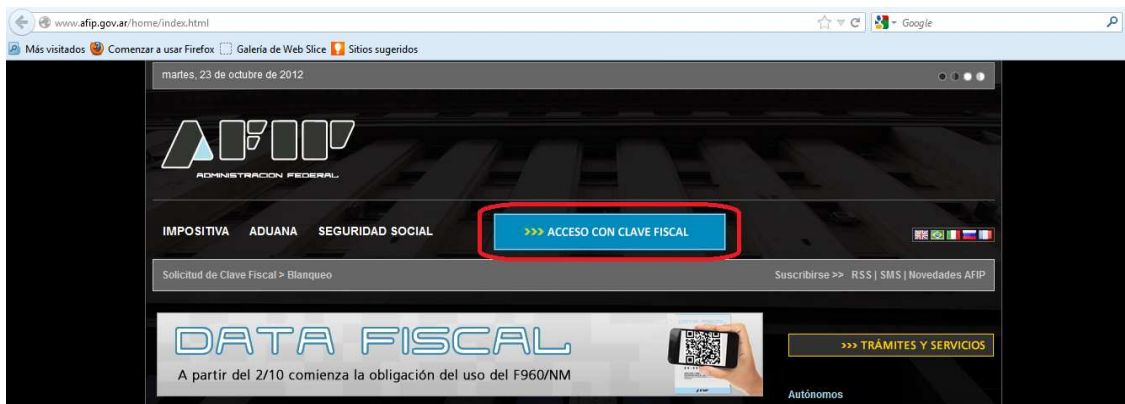 www.afip.gov.ar/home/index.html
Google
Más visitados Comenzar a usar Firefox Galería de Web Slice Sitios sugeridos
martes, 23 de octubre de 2012
AFIP
ADMINISTRACION FEDERAL
IMPOSITIVA ADUANA SEGURIDAD SOCIAL >>> ACCESO CON CLAVE FISCAL
Solicitud de Clave Fiscal > Blanqueo Suscribirse >> RSS | SMS | Novedades AFIP
DATA FISCAL
A partir del 2/10 comienza la obligación del uso del F960/NM
>>> TRÁMITES Y SERVICIOS
Autónomos